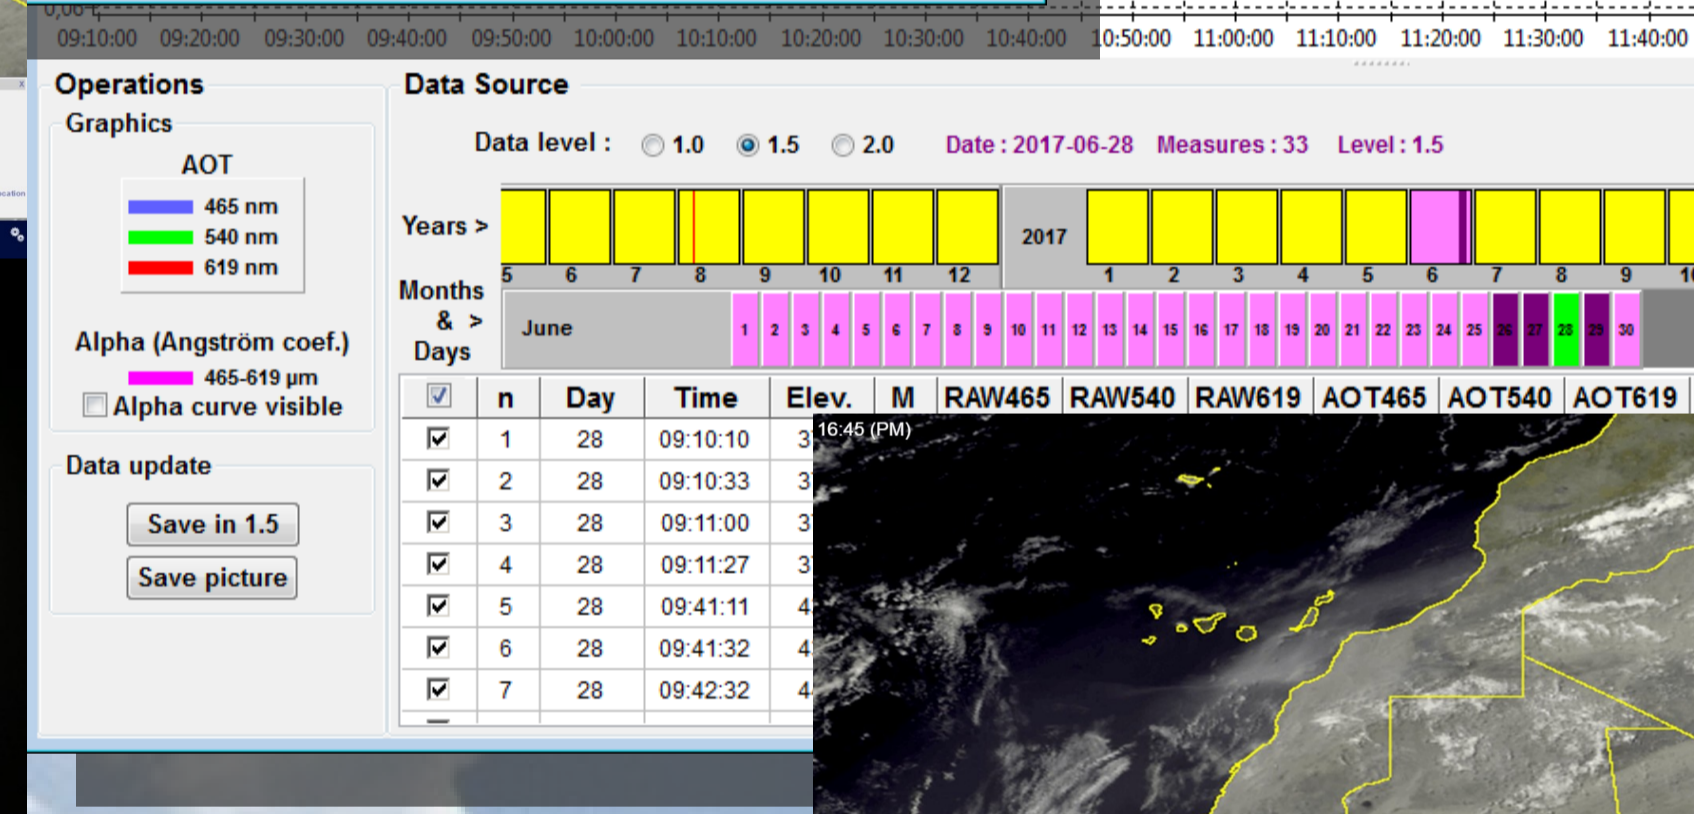 0,064
09:10:00 09:20:00 09:30:00 09:40:00 09:50:00 10:00:00 10:10:00 10:20:00 10:30:00 10:40:00 10:50:00 11:00:00 11:10:00 11:20:00 11:30:00 11:40:00
Operations
Graphics
AOT
465 nm
540 nm
619 nm
Alpha (Angström coef.)
465-619 µm
Alpha curve visible
Data update
Save in 1.5
Save picture
Data Source
Data level : 1.0 1.5 2.0 Date : 2017-06-28 Measures : 33 Level : 1.5
Years > 2017
5 6 7 8 9 10 11 12 1 2 3 4 5 6 7 8 9 10
Months
& >
Days
June 1 2 3 4 5 6 7 8 9 10 11 12 13 14 15 16 17 18 19 20 21 22 23 24 25 26 27 28 29 30
n Day Time Elev. M RAW465 RAW540 RAW619 AOT465 AOT540 AOT619
1 28 09:10:10 3
2 28 09:10:33 3
3 28 09:11:00 3
4 28 09:11:27 3
5 28 09:41:11 4
6 28 09:41:32 4
7 28 09:42:32 4
16:45 (PM)